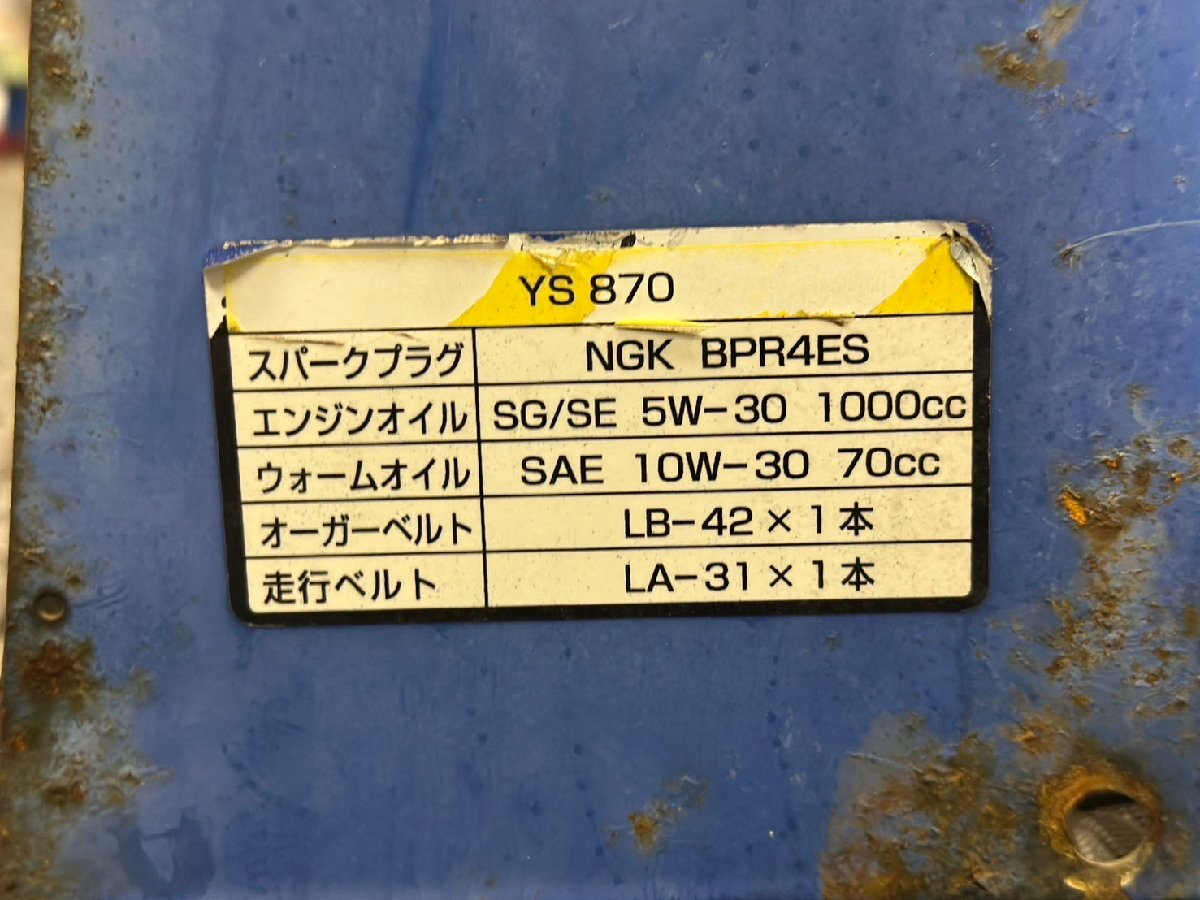 YS 870
スパークプラグ NGK BPR4ES
エンジンオイル SG/SE 5W-30 1000cc
ウォームオイル SAE 10W-30 70cc
オーガーベルト LB-42×1本
走行ベルト LA-31×1本